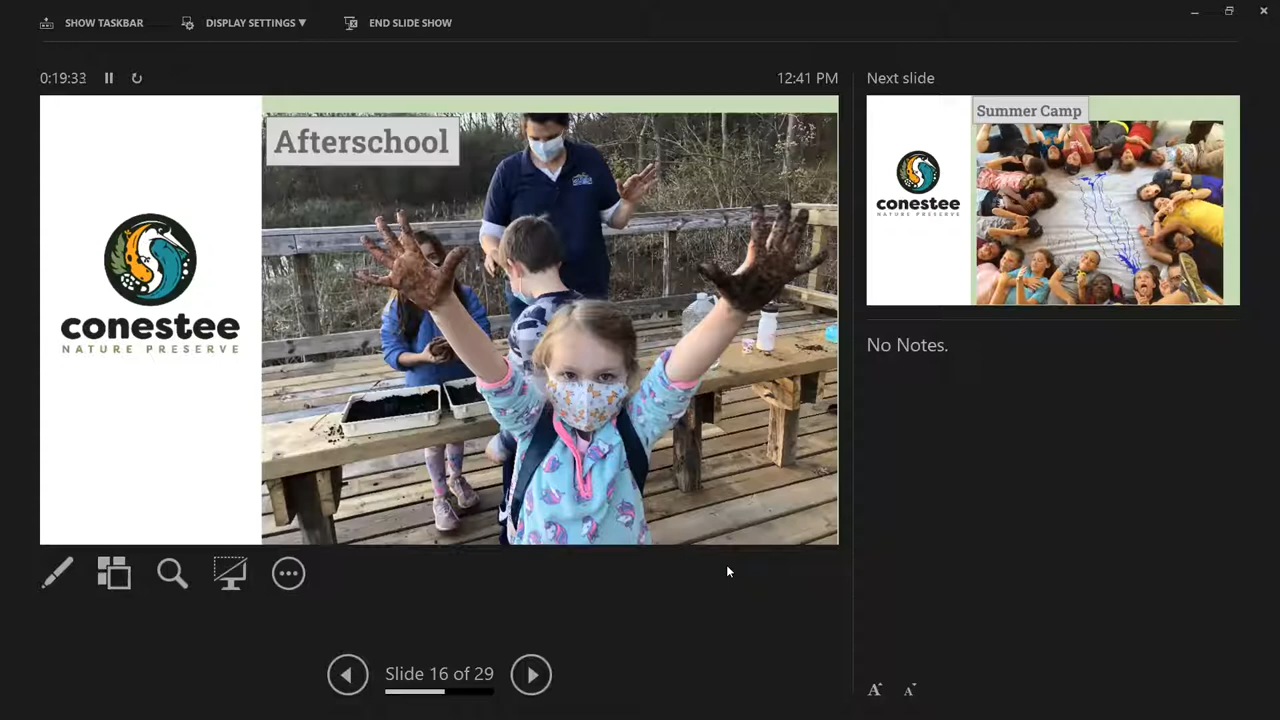 SHOW TASKBAR DISPLAY SETTINGS ▼ END SLIDE SHOW
0:19:33 12:41 PM
Afterschool
conestee
NATURE PRESERVE
Next slide
Summer Camp
conestee
NATURE PRESERVE
No Notes.
Slide 16 of 29
A A